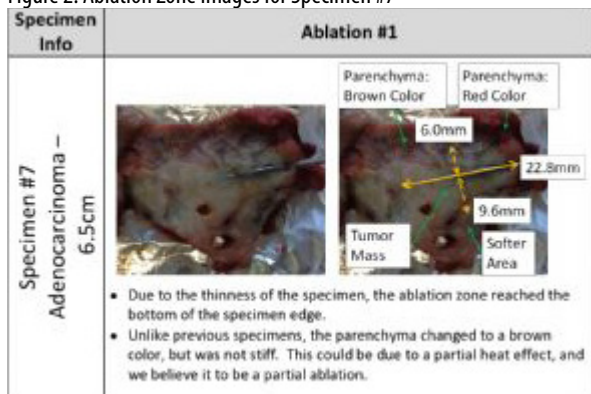 Figure 2. Ablation Zone Images for Specimen #7
Specimen
Info
Ablation #1
Specimen #7
Adenocarcinoma –
6.5cm
Parenchyma:
Brown Color
Parenchyma:
Red Color
6.0mm
22.8mm
9.6mm
Tumor
Mass
Softer
Area
• Due to the thinness of the specimen, the ablation zone reached the
bottom of the specimen edge.
• Unlike previous specimens, the parenchyma changed to a brown
color, but was not stiff. This could be due to a partial heat effect, and
we believe it to be a partial ablation.